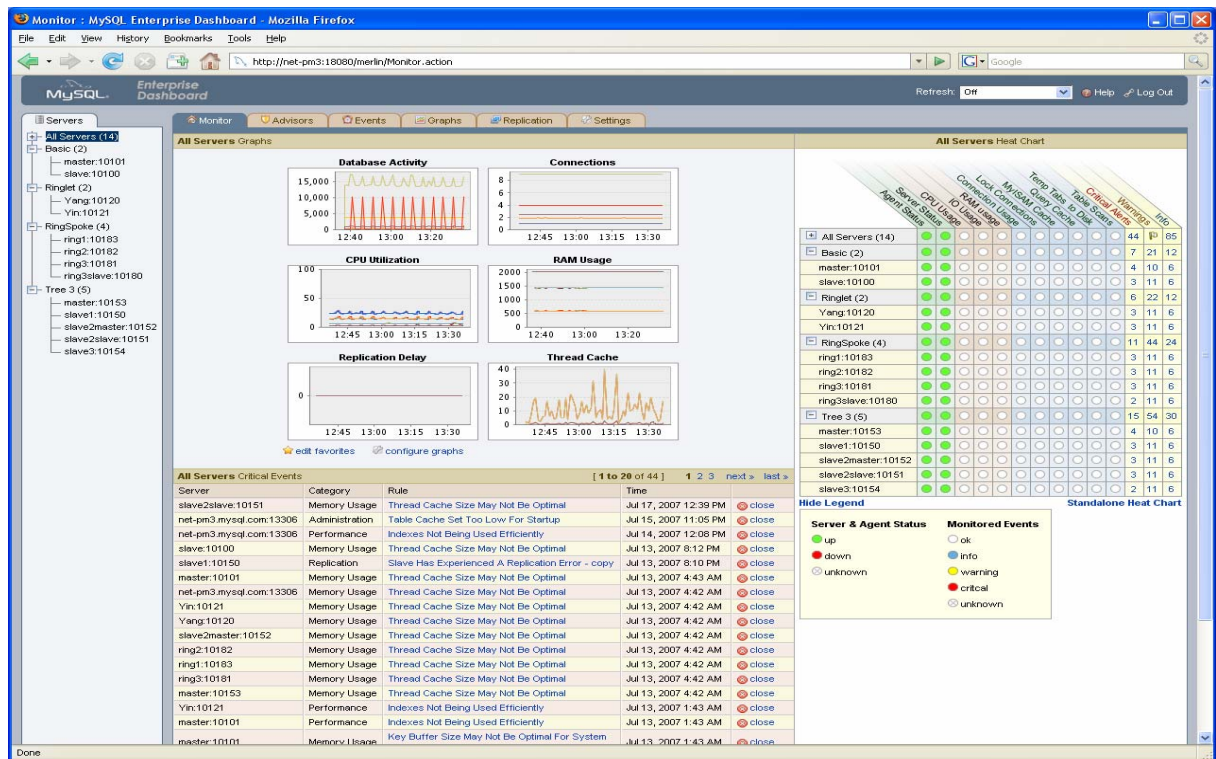 Monitor : MySQL Enterprise Dashboard - Mozilla Firefox
File Edit View History Bookmarks Tools Help
http://net-pm3:18080/merlin/Monitor.action
G Google
MySQL Enterprise Dashboard
Refresh: Off Help Log Out
Servers
Monitor Advisors Events Graphs Replication Settings
All Servers (14)
Basic (2)
master:10101
slave:10100
Ringlet (2)
Yang:10120
Yin:10121
RingSpoke (4)
ring1:10183
ring2:10182
ring3:10181
ring3slave:10180
Tree 3 (5)
master:10153
slave1:10150
slave2master:10152
slave2slave:10151
slave3:10154
All Servers Graphs
Database Activity
15,000
10,000
5,000
12:40 13:00 13:20
Connections
8
6
4
2
0
12:45 13:00 13:15 13:30
CPU Utilization
100
50
0
12:45 13:00 13:15 13:30
RAM Usage
2000
1500
1000
500
0
12:40 13:00 13:20
Replication Delay
0
12:45 13:00 13:15 13:30
Thread Cache
40
30
20
10
0
12:45 13:00 13:15 13:30
edit favorites configure graphs
All Servers Critical Events [ 1 to 20 of 44 ] 1 2 3 next » last »
Server Category Rule Time
slave2slave:10151 Memory Usage Thread Cache Size May Not Be Optimal Jul 17, 2007 12:39 PM close
net-pm3.mysql.com:13306 Administration Table Cache Set Too Low For Startup Jul 15, 2007 11:05 PM close
net-pm3.mysql.com:13306 Performance Indexes Not Being Used Efficiently Jul 14, 2007 12:08 PM close
slave:10100 Memory Usage Thread Cache Size May Not Be Optimal Jul 13, 2007 8:12 PM close
slave1:10150 Replication Slave Has Experienced A Replication Error - copy Jul 13, 2007 8:10 PM close
master:10101 Memory Usage Thread Cache Size May Not Be Optimal Jul 13, 2007 4:43 AM close
net-pm3.mysql.com:13306 Memory Usage Thread Cache Size May Not Be Optimal Jul 13, 2007 4:42 AM close
Yin:10121 Memory Usage Thread Cache Size May Not Be Optimal Jul 13, 2007 4:42 AM close
Yang:10120 Memory Usage Thread Cache Size May Not Be Optimal Jul 13, 2007 4:42 AM close
slave2master:10152 Memory Usage Thread Cache Size May Not Be Optimal Jul 13, 2007 4:42 AM close
ring2:10182 Memory Usage Thread Cache Size May Not Be Optimal Jul 13, 2007 4:42 AM close
ring1:10183 Memory Usage Thread Cache Size May Not Be Optimal Jul 13, 2007 4:42 AM close
ring3:10181 Memory Usage Thread Cache Size May Not Be Optimal Jul 13, 2007 4:42 AM close
master:10153 Memory Usage Thread Cache Size May Not Be Optimal Jul 13, 2007 4:42 AM close
Yin:10121 Performance Indexes Not Being Used Efficiently Jul 13, 2007 1:43 AM close
master:10101 Performance Indexes Not Being Used Efficiently Jul 13, 2007 1:43 AM close
master:10101 Memory Usage Key Buffer Size May Not Be Optimal For System Jul 13, 2007 1:43 AM close
All Servers Heat Chart
Agent Status
Server Status
CPU Usage
IO Usage
RAM Usage
Connection Usage
Lock Connections
MyISAM Cache
Query Cache
Temp Tabs to Disk
Table Scans
Critical Alerts
Warnings
Info
All Servers (14) 44 85
Basic (2) 7 21 12
master:10101 4 10 6
slave:10100 3 11 6
Ringlet (2) 6 22 12
Yang:10120 3 11 6
Yin:10121 3 11 6
RingSpoke (4) 11 44 24
ring1:10183 3 11 6
ring2:10182 3 11 6
ring3:10181 3 11 6
ring3slave:10180 2 11 6
Tree 3 (5) 15 54 30
master:10153 4 10 6
slave1:10150 3 11 6
slave2master:10152 3 11 6
slave2slave:10151 3 11 6
slave3:10154 2 11 6
Hide Legend Standalone Heat Chart
Server & Agent Status Monitored Events
up ok
down info
unknown warning
critcal
unknown
Done